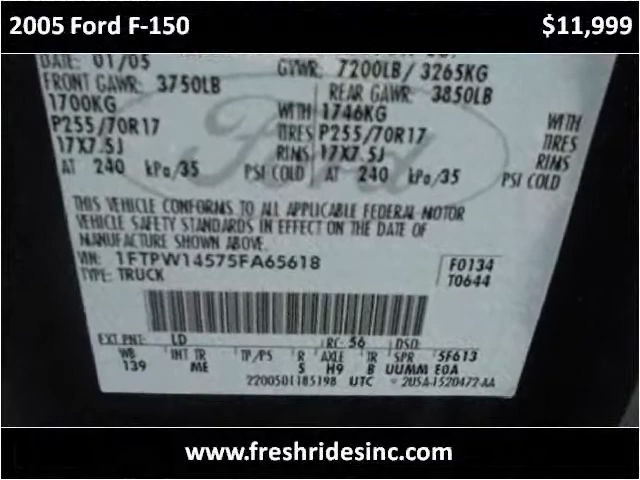 2005 Ford F-150 $11,999
DATE: 01/05 GVWR: 7200LB/ 3265KG
FRONT GAWR: 3750LB REAR GAWR: 3850LB
1700KG WITH 1746KG WITH
P255/70R17 TIRES P255/70R17 TIRES
17X7.5J RIMS 17X7.5J RIMS
AT 240 kPa/35 PSI COLD AT 240 kPa/35 PSI COLD
Ford
THIS VEHICLE CONFORMS TO ALL APPLICABLE FEDERAL MOTOR
VEHICLE SAFETY STANDARDS IN EFFECT ON THE DATE OF
MANUFACTURE SHOWN ABOVE.
VIN: 1FTPW14575FA65618 F0134
TYPE: TRUCK T0644
EXT PNT: LD RC: 56 DSO:
WB INT TR TP/PS R AXLE TR SPR 5F613
139 ME 5 H9 B UUMM E0A
2200501185198 UTC 2U5A-1520472-AA
www.freshridesinc.com